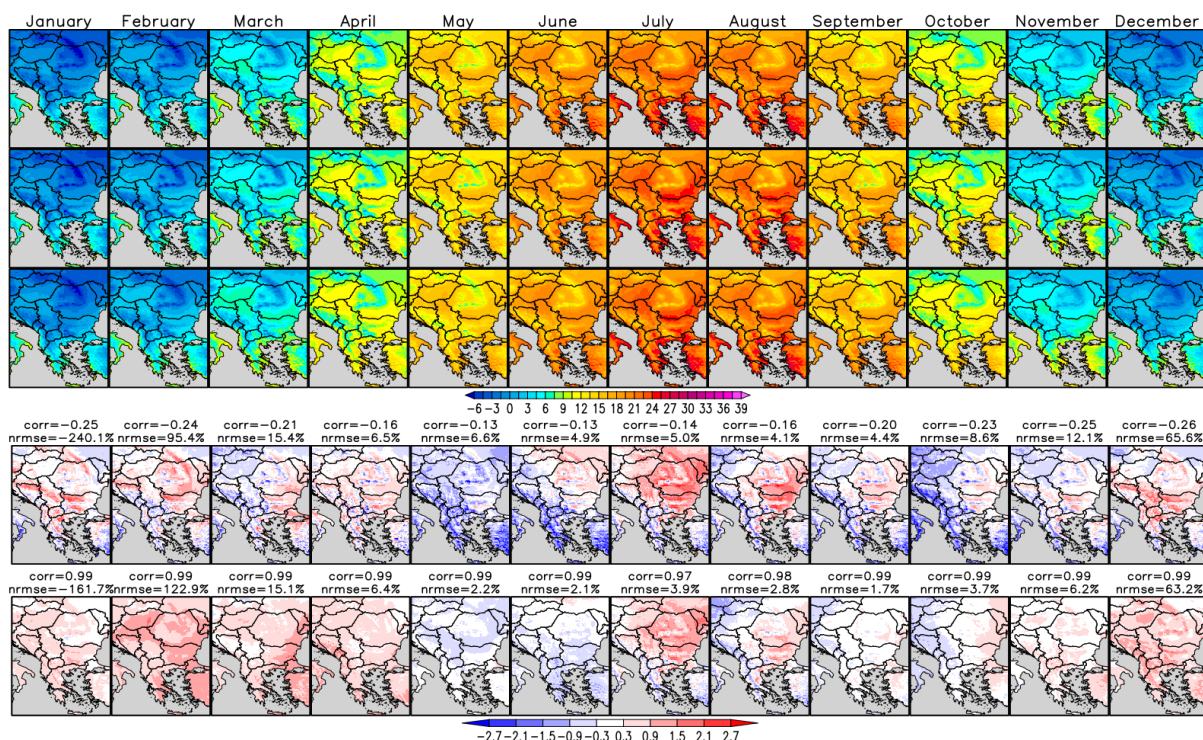 January February March April May June July August September October November December
−6 −3 0 3 6 9 12 15 18 21 24 27 30 33 36 39
corr=−0.25 corr=−0.24 corr=−0.21 corr=−0.16 corr=−0.13 corr=−0.13 corr=−0.14 corr=−0.16 corr=−0.20 corr=−0.23 corr=−0.25 corr=−0.26
nrmse=−240.1% nrmse=95.4% nrmse=15.4% nrmse=6.5% nrmse=6.6% nrmse=4.9% nrmse=5.0% nrmse=4.1% nrmse=4.4% nrmse=8.6% nrmse=12.1% nrmse=65.6%
corr=0.99 corr=0.99 corr=0.99 corr=0.99 corr=0.99 corr=0.99 corr=0.97 corr=0.98 corr=0.99 corr=0.99 corr=0.99 corr=0.99
nrmse=−161.7% nrmse=122.9% nrmse=15.1% nrmse=6.4% nrmse=2.2% nrmse=2.1% nrmse=3.9% nrmse=2.8% nrmse=1.7% nrmse=3.7% nrmse=6.2% nrmse=63.2%
−2.7 −2.1 −1.5 −0.9 −0.3 0.3 0.9 1.5 2.1 2.7